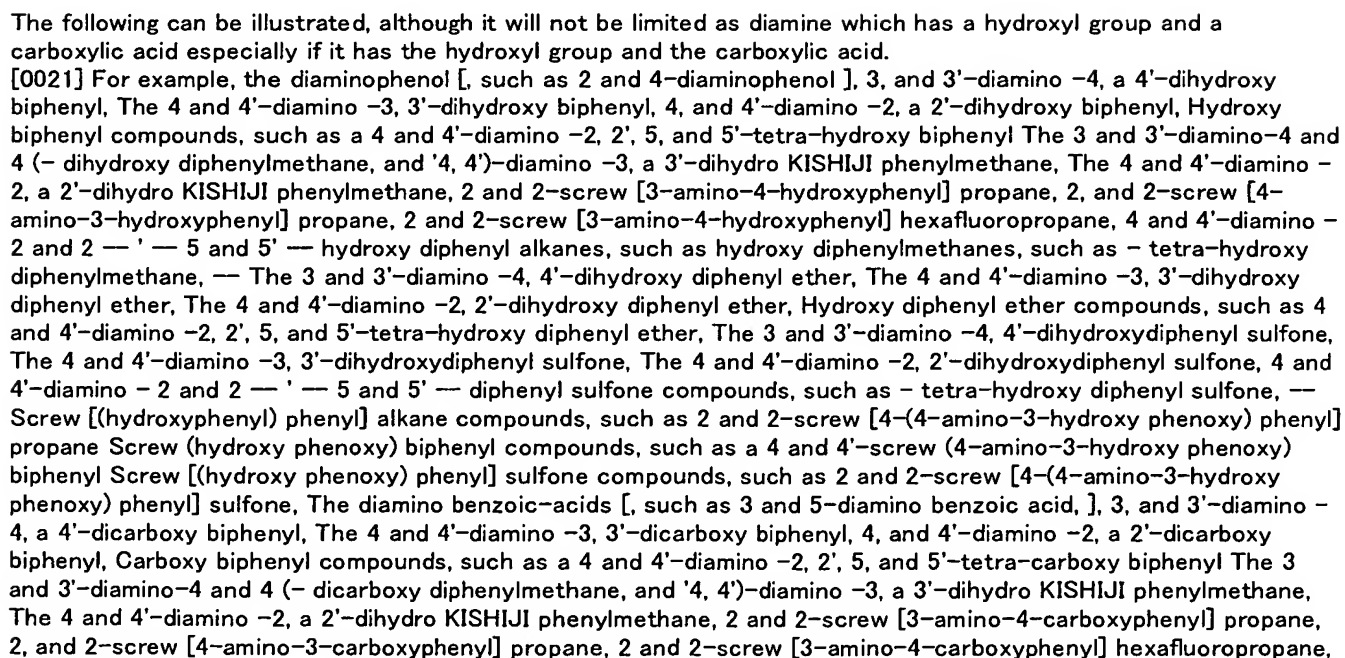 The following can be illustrated, although it will not be limited as diamine which has a hydroxyl group and a
carboxylic acid especially if it has the hydroxyl group and the carboxylic acid.
[0021] For example, the diaminophenol [, such as 2 and 4-diaminophenol ], 3, and 3'-diamino -4, a 4'-dihydroxy
biphenyl, The 4 and 4'-diamino -3, 3'-dihydroxy biphenyl, 4, and 4'-diamino -2, a 2'-dihydroxy biphenyl, Hydroxy
biphenyl compounds, such as a 4 and 4'-diamino -2, 2', 5, and 5'-tetra-hydroxy biphenyl The 3 and 3'-diamino-4 and
4 (- dihydroxy diphenylmethane, and '4, 4')-diamino -3, a 3'-dihydro KISHIJI phenylmethane, The 4 and 4'-diamino -
2, a 2'-dihydro KISHIJI phenylmethane, 2 and 2-screw [3-amino-4-hydroxyphenyl] propane, 2, and 2-screw [4-
amino-3-hydroxyphenyl] propane, 2 and 2-screw [3-amino-4-hydroxyphenyl] hexafluoropropane, 4 and 4'-diamino -
2 and 2 — ' — 5 and 5' — hydroxy diphenyl alkanes, such as hydroxy diphenylmethanes, such as - tetra-hydroxy
diphenylmethane, — The 3 and 3'-diamino -4, 4'-dihydroxy diphenyl ether, The 4 and 4'-diamino -3, 3'-dihydroxy
diphenyl ether, The 4 and 4'-diamino -2, 2'-dihydroxy diphenyl ether, Hydroxy diphenyl ether compounds, such as 4
and 4'-diamino -2, 2', 5, and 5'-tetra-hydroxy diphenyl ether, The 3 and 3'-diamino -4, 4'-dihydroxydiphenyl sulfone,
The 4 and 4'-diamino -3, 3'-dihydroxydiphenyl sulfone, The 4 and 4'-diamino -2, 2'-dihydroxydiphenyl sulfone, 4 and
4'-diamino - 2 and 2 — ' — 5 and 5' — diphenyl sulfone compounds, such as - tetra-hydroxy diphenyl sulfone, —
Screw [(hydroxyphenyl) phenyl] alkane compounds, such as 2 and 2-screw [4-(4-amino-3-hydroxy phenoxy) phenyl]
propane Screw (hydroxy phenoxy) biphenyl compounds, such as a 4 and 4'-screw (4-amino-3-hydroxy phenoxy)
biphenyl Screw [(hydroxy phenoxy) phenyl] sulfone compounds, such as 2 and 2-screw [4-(4-amino-3-hydroxy
phenoxy) phenyl] sulfone, The diamino benzoic-acids [, such as 3 and 5-diamino benzoic acid, ], 3, and 3'-diamino -
4, a 4'-dicarboxy biphenyl, The 4 and 4'-diamino -3, 3'-dicarboxy biphenyl, 4, and 4'-diamino -2, a 2'-dicarboxy
biphenyl, Carboxy biphenyl compounds, such as a 4 and 4'-diamino -2, 2', 5, and 5'-tetra-carboxy biphenyl The 3
and 3'-diamino-4 and 4 (- dicarboxy diphenylmethane, and '4, 4')-diamino -3, a 3'-dihydro KISHIJI phenylmethane,
The 4 and 4'-diamino -2, a 2'-dihydro KISHIJI phenylmethane, 2 and 2-screw [3-amino-4-carboxyphenyl] propane,
2, and 2-screw [4-amino-3-carboxyphenyl] propane, 2 and 2-screw [3-amino-4-carboxyphenyl] hexafluoropropane,